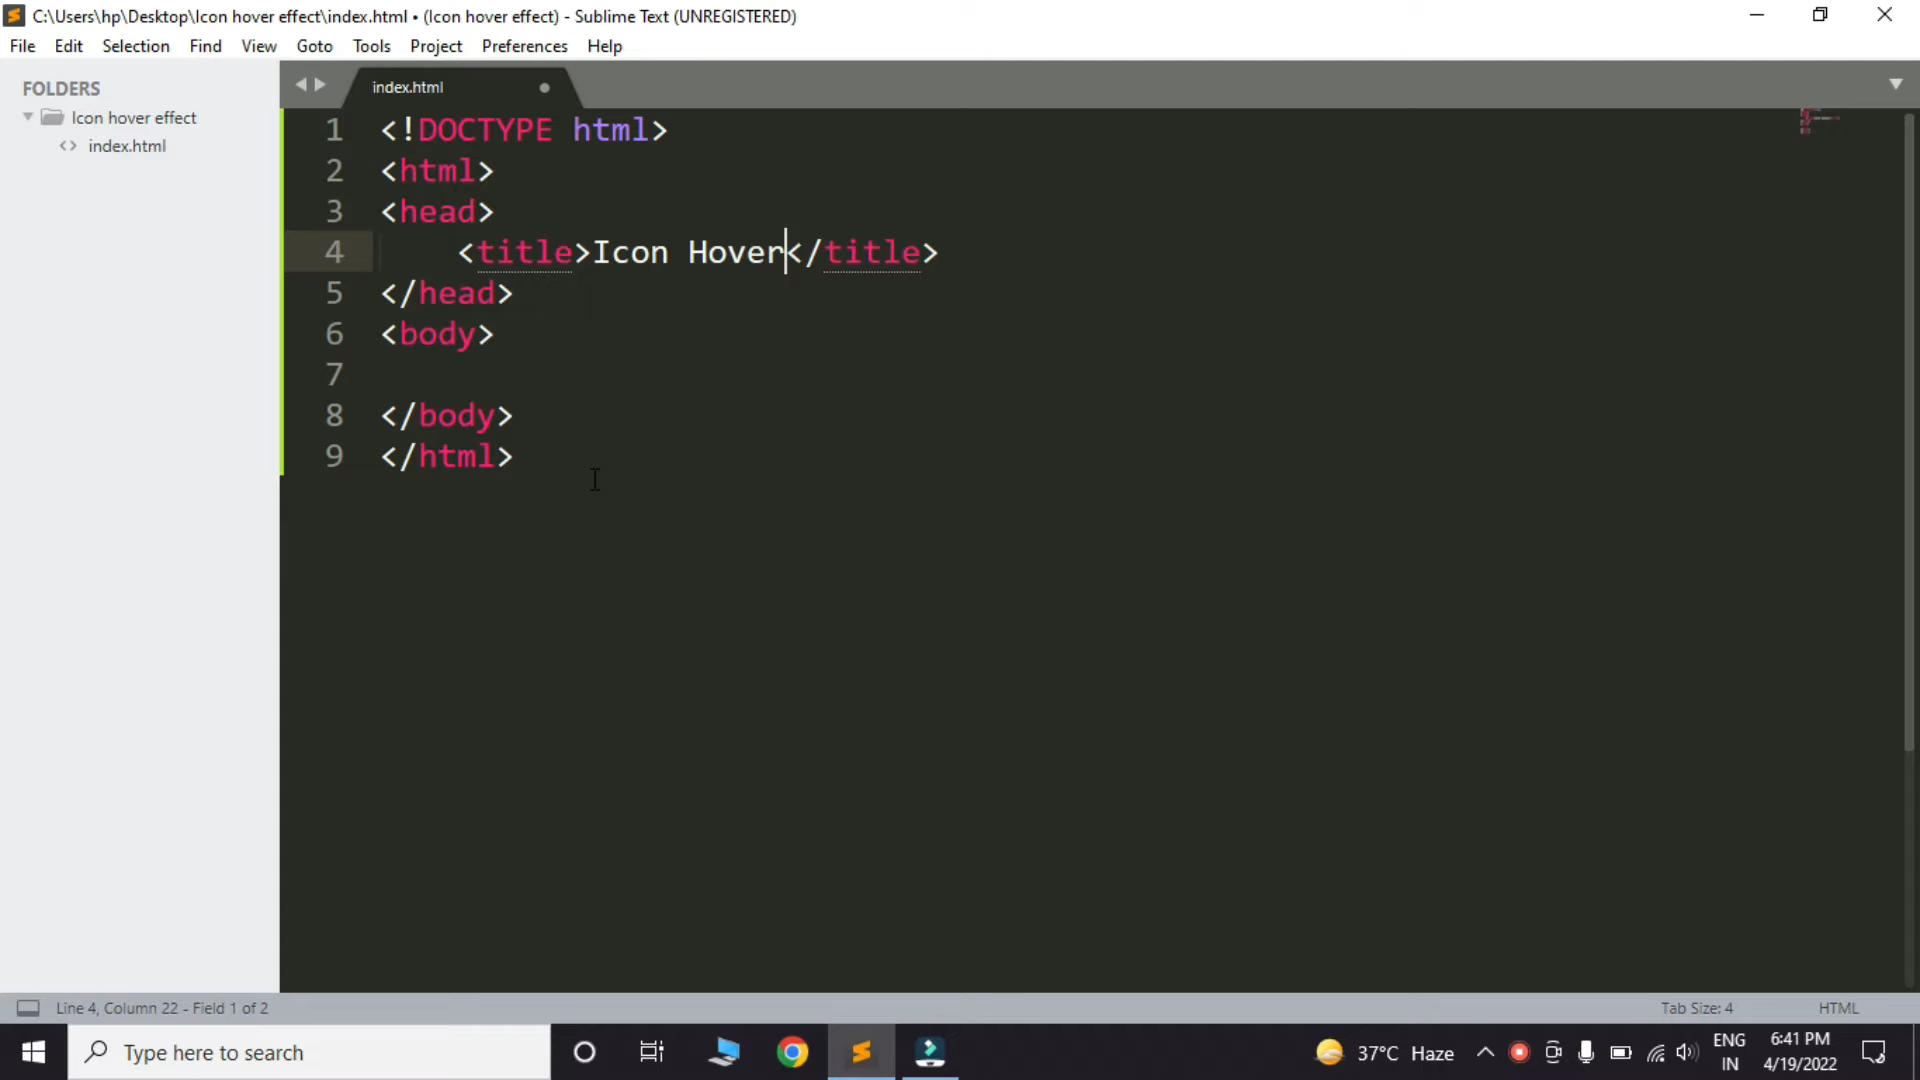 C:\Users\hp\Desktop\Icon hover effect\index.html • (Icon hover effect) - Sublime Text (UNREGISTERED)
File Edit Selection Find View Goto Tools Project Preferences Help
FOLDERS
Icon hover effect
index.html
index.html
1 <!DOCTYPE html>
2 <html>
3 <head>
4 <title>Icon Hover</title>
5 </head>
6 <body>
7
8 </body>
9 </html>
Line 4, Column 22 - Field 1 of 2
Tab Size: 4 HTML
Type here to search
37°C Haze
ENG
IN
6:41 PM
4/19/2022